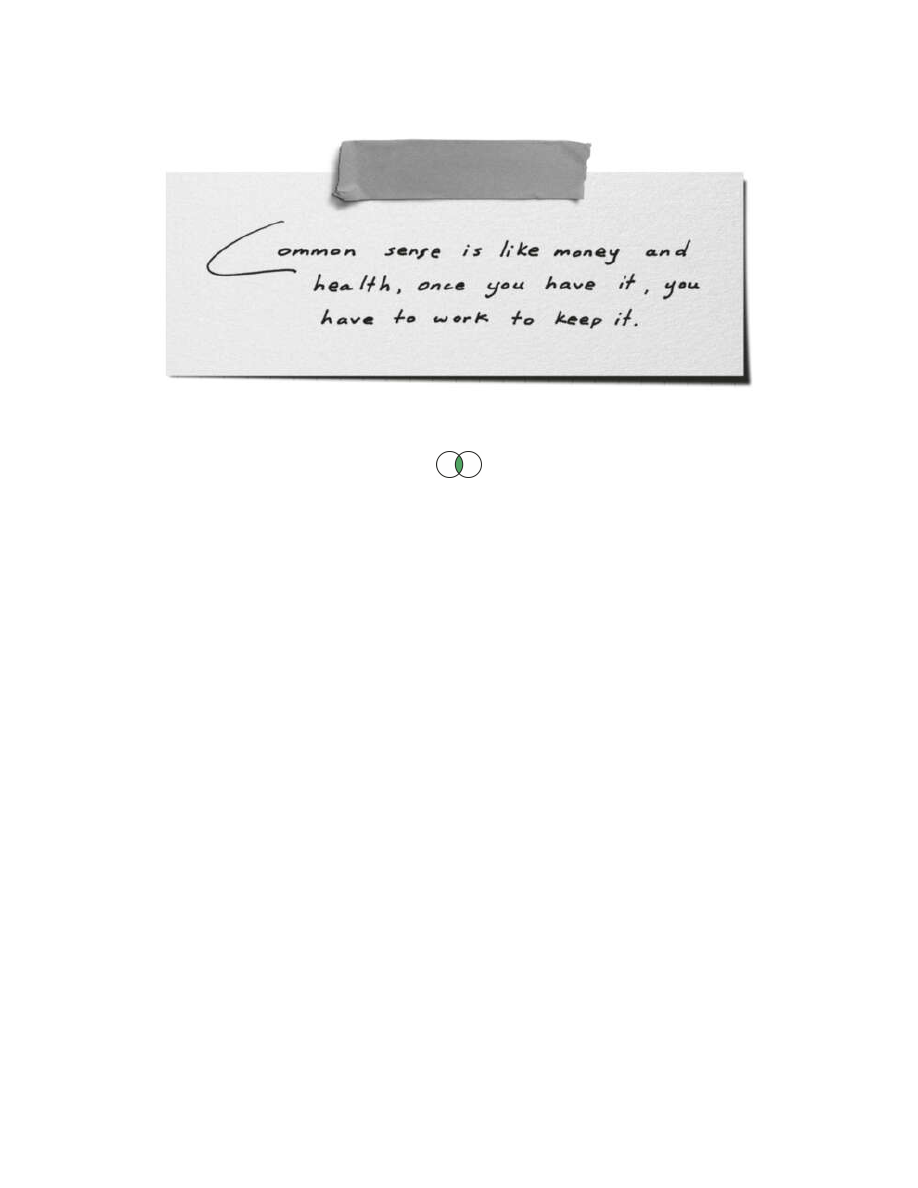 Common sense is like money and
health, once you have it, you
have to work to keep it.